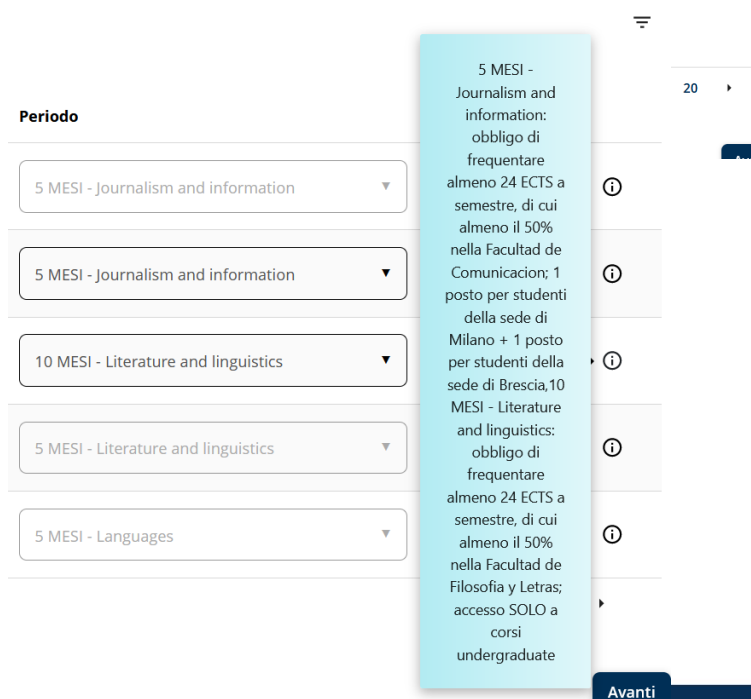 20
Periodo
5 MESI - Journalism and information
5 MESI - Journalism and information
10 MESI - Literature and linguistics
5 MESI - Literature and linguistics
5 MESI - Languages
5 MESI -
Journalism and
information:
obbligo di
frequentare
almeno 24 ECTS a
semestre, di cui
almeno il 50%
nella Facultad de
Comunicacion; 1
posto per studenti
della sede di
Milano + 1 posto
per studenti della
sede di Brescia,10
MESI - Literature
and linguistics:
obbligo di
frequentare
almeno 24 ECTS a
semestre, di cui
almeno il 50%
nella Facultad de
Filosofia y Letras;
accesso SOLO a
corsi
undergraduate
Avanti